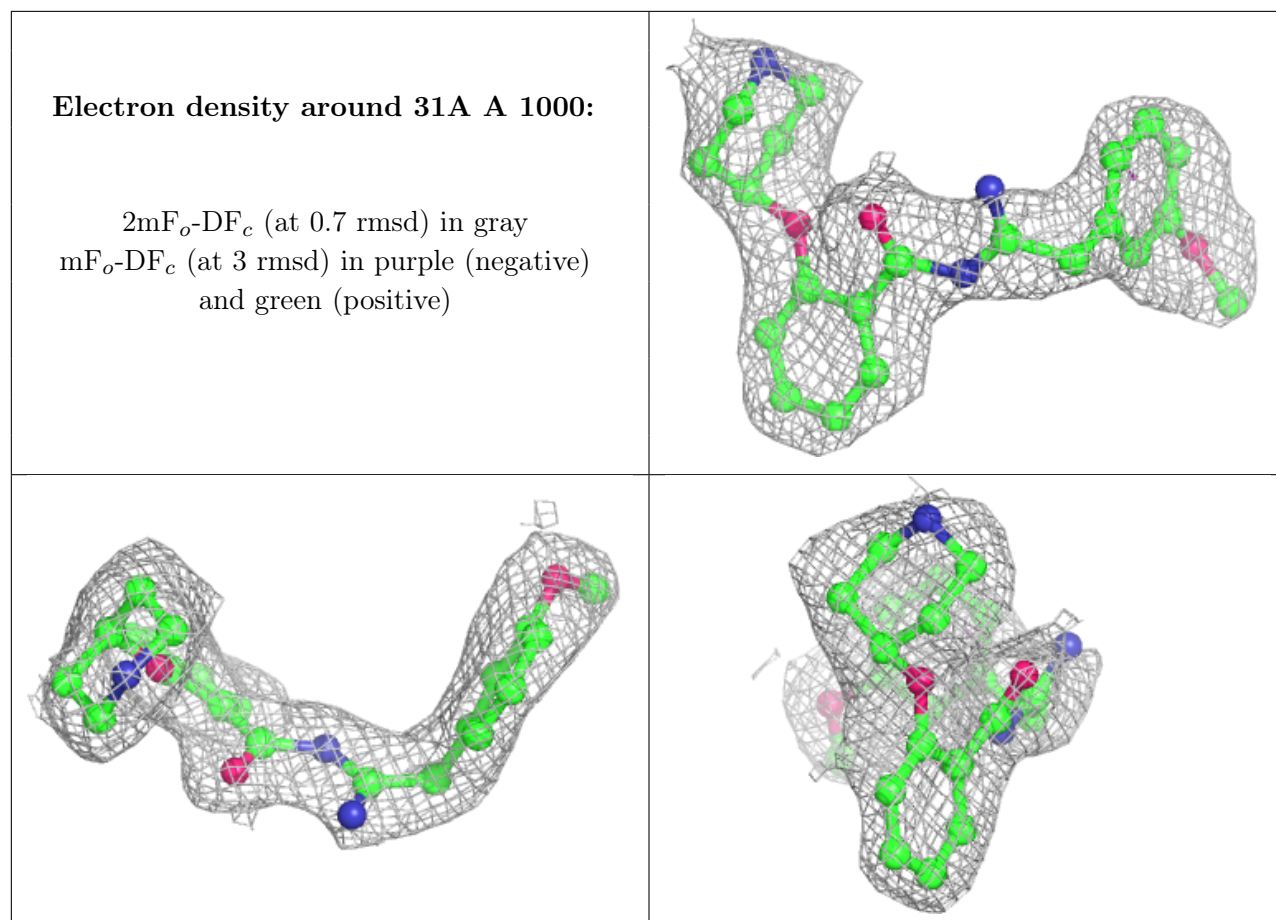 Electron density around 31A A 1000:
2mFo-DFc (at 0.7 rmsd) in gray
mFo-DFc (at 3 rmsd) in purple (negative)
and green (positive)